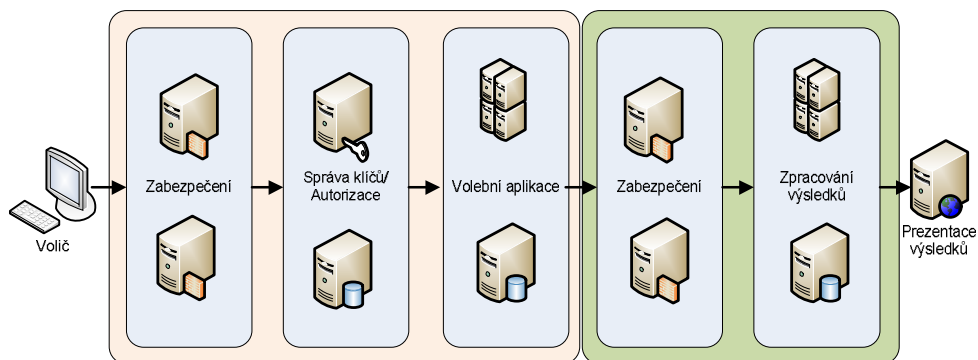 Volič
Zabezpečení
Správa klíčů/
Autorizace
Volební aplikace
Zabezpečení
Zpracování
výsledků
Prezentace
výsledků